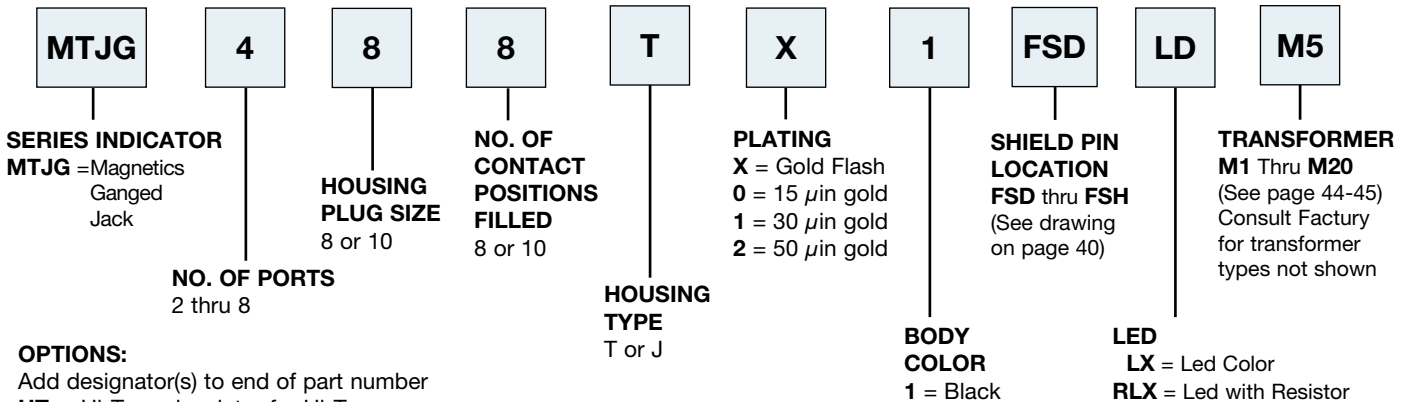 MTJG 4 8 8 T X 1 FSD LD M5
SERIES INDICATOR
MTJG =Magnetics
Ganged
Jack
NO. OF PORTS
2 thru 8
HOUSING
PLUG SIZE
8 or 10
NO. OF
CONTACT
POSITIONS
FILLED
8 or 10
HOUSING
TYPE
T or J
PLATING
X = Gold Flash
0 = 15 µin gold
1 = 30 µin gold
2 = 50 µin gold
BODY
COLOR
1 = Black
SHIELD PIN
LOCATION
FSD thru FSH
(See drawing
on page 40)
LED
LX = Led Color
RLX = Led with Resistor
TRANSFORMER
M1 Thru M20
(See page 44-45)
Consult Factury
for transformer
types not shown
OPTIONS:
Add designator(s) to end of part number